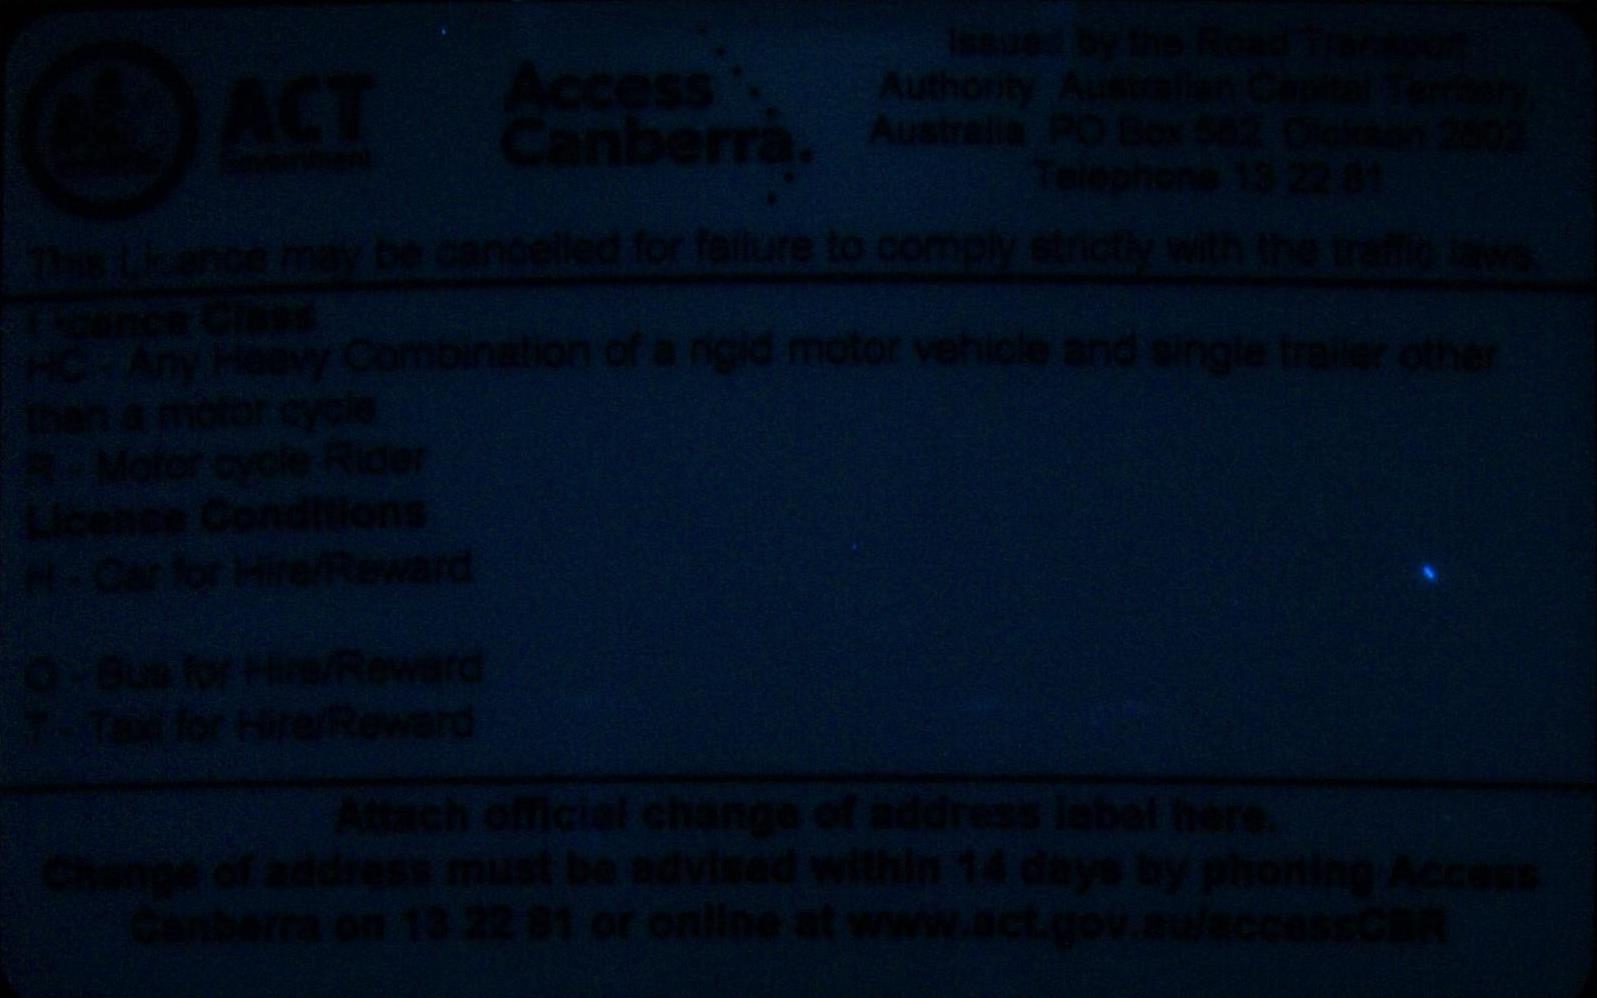 ACT
Government
Access
Canberra.
Issued by the Road Transport
Authority Australian Capital Territory,
Australia PO Box 582 Dickson 2602
Telephone 13 22 81
This Licence may be cancelled for failure to comply strictly with the traffic laws.
Licence Class
HC - Any Heavy Combination of a rigid motor vehicle and single trailer other
than a motor cycle
R - Motor cycle Rider
Licence Conditions
H - Car for Hire/Reward
O - Bus for Hire/Reward
T - Taxi for Hire/Reward
Attach official change of address label here.
Change of address must be advised within 14 days by phoning Access
Canberra on 13 22 81 or online at www.act.gov.au/accessCBR